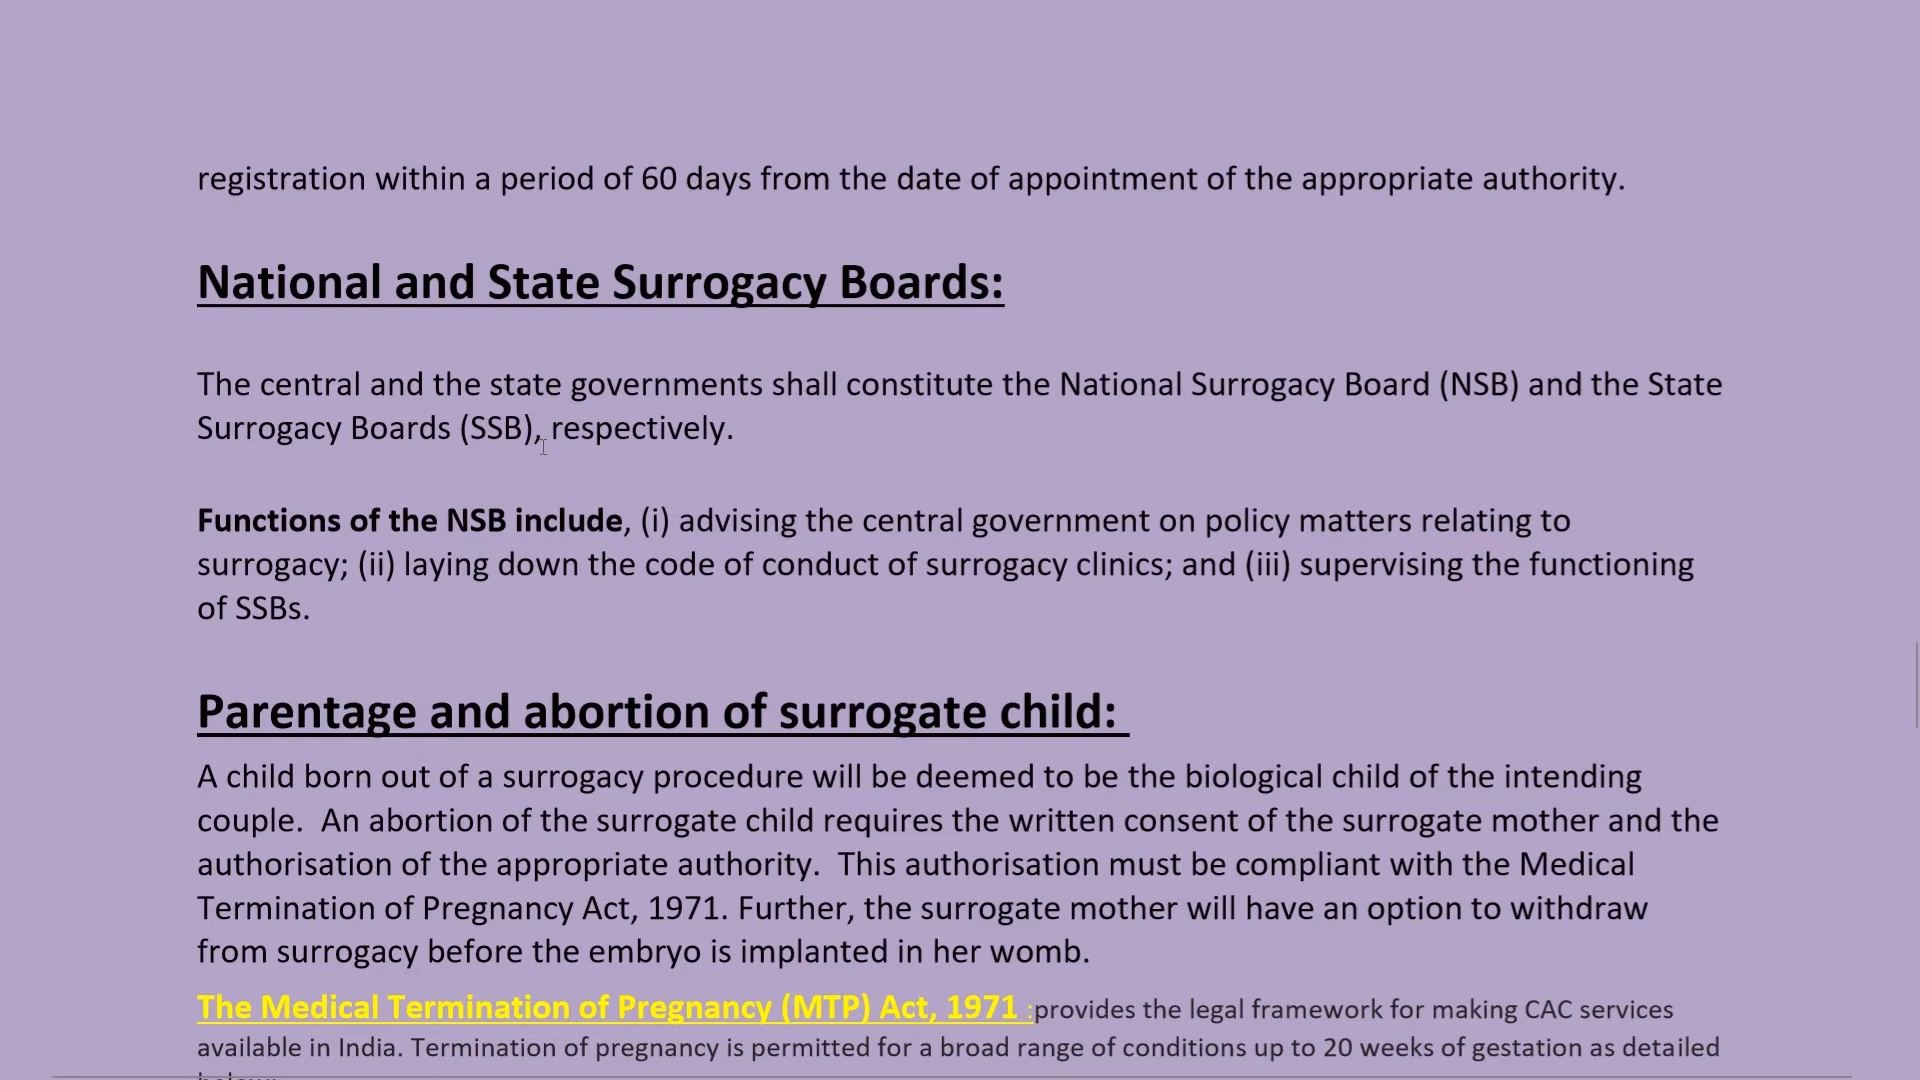 registration within a period of 60 days from the date of appointment of the appropriate authority.
National and State Surrogacy Boards:
The central and the state governments shall constitute the National Surrogacy Board (NSB) and the State
Surrogacy Boards (SSB), respectively.
Functions of the NSB include, (i) advising the central government on policy matters relating to
surrogacy; (ii) laying down the code of conduct of surrogacy clinics; and (iii) supervising the functioning
of SSBs.
Parentage and abortion of surrogate child:
A child born out of a surrogacy procedure will be deemed to be the biological child of the intending
couple.  An abortion of the surrogate child requires the written consent of the surrogate mother and the
authorisation of the appropriate authority.  This authorisation must be compliant with the Medical
Termination of Pregnancy Act, 1971. Further, the surrogate mother will have an option to withdraw
from surrogacy before the embryo is implanted in her womb.
The Medical Termination of Pregnancy (MTP) Act, 1971 :provides the legal framework for making CAC services
available in India. Termination of pregnancy is permitted for a broad range of conditions up to 20 weeks of gestation as detailed